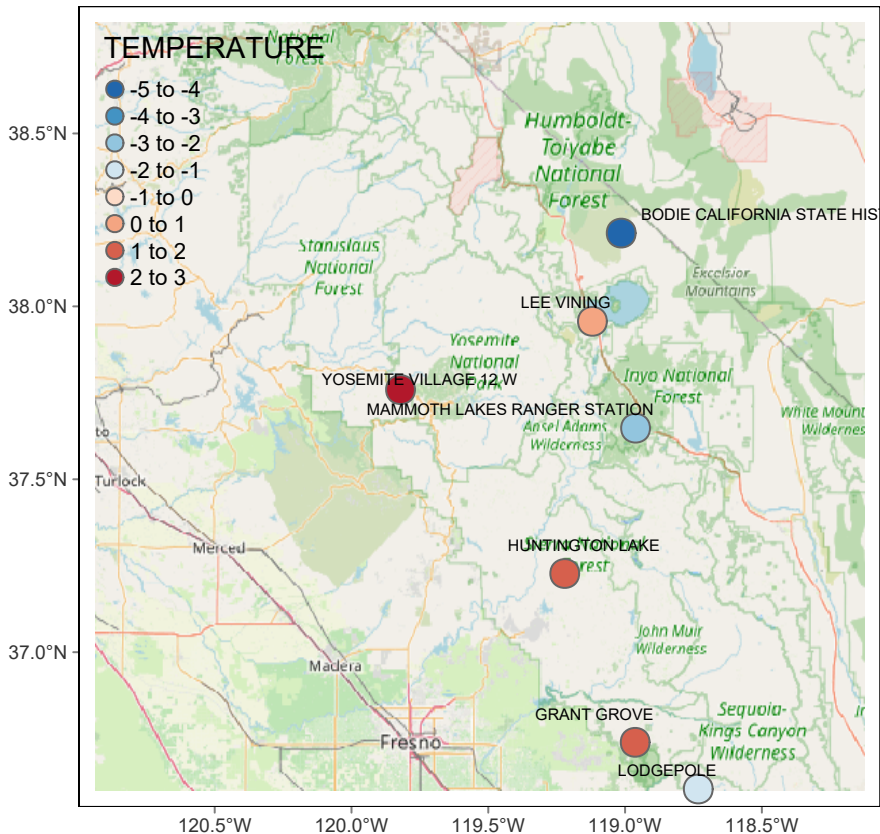 TEMPERATURE
National
Forest
-5 to -4
-4 to -3
-3 to -2
-2 to -1
-1 to 0
0 to 1
1 to 2
2 to 3
38.5°N
38.0°N
37.5°N
37.0°N
Humboldt-
Toiyabe
National
Forest
BODIE CALIFORNIA STATE HIS
Stanislaus
National
Forest
Excelsior
Mountains
LEE VINING
Yosemite
National
YOSEMITE VILLAGE 12 W
Inyo National
Forest
MAMMOTH LAKES RANGER STATION
Ansel Adams
Wilderness
White Mount
Wilderne
to
Turlock
Merced
HUNTINGTON LAKE
John Muir
Wilderness
Madera
GRANT GROVE
Sequoia-
Kings Canyon
Wilderness
Fresno
LODGEPOLE
120.5°W
120.0°W
119.5°W
119.0°W
118.5°W